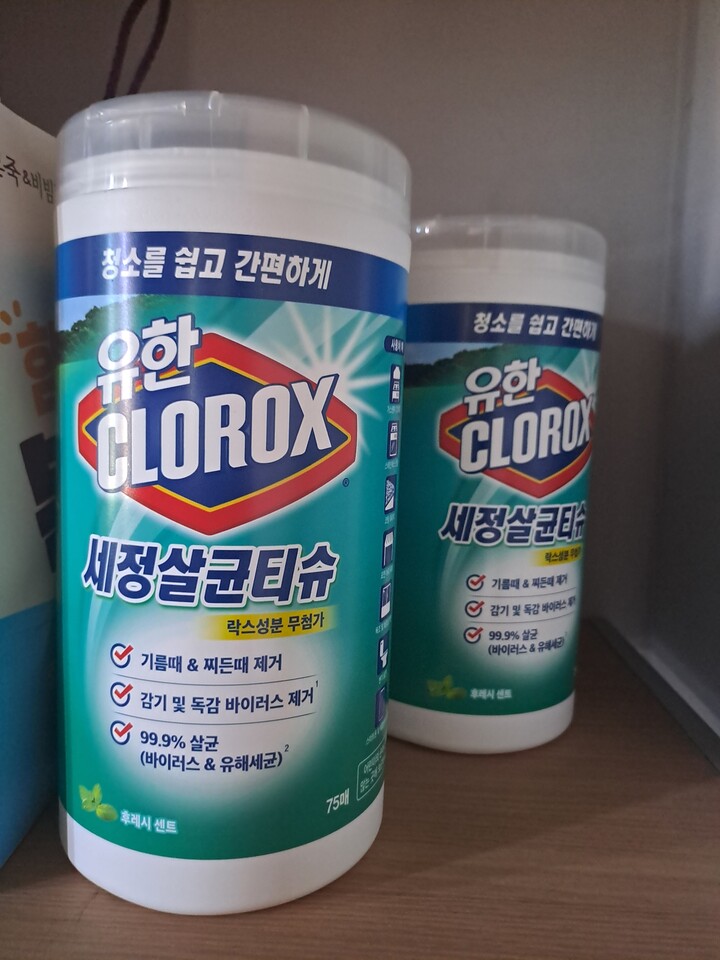 청소를 쉽고 간편하게
유한
CLOROX
세정살균티슈
락스성분 무첨가
기름때 & 찌든때 제거
감기 및 독감 바이러스 제거1
99.9% 살균
(바이러스 & 유해세균)2
75매
후레시 센트
청소를 쉽고 간편하게
유한
CLOROX
세정살균티슈
락스성분 무첨가
기름때 & 찌든때 제거
감기 및 독감 바이러스 제거
99.9% 살균
(바이러스 & 유해세균)
후레시 센트